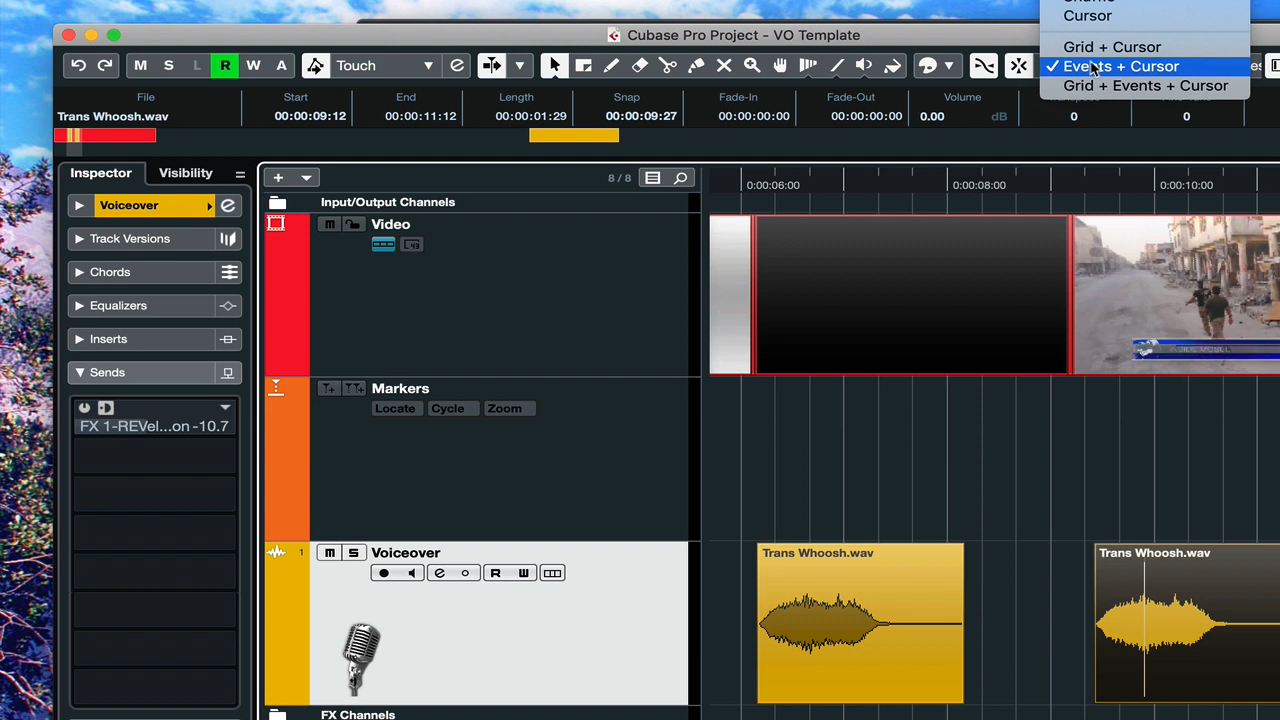 Cursor
Cubase Pro Project - VO Template
Grid + Cursor
M S L R W A Touch
Events + Cursor
Grid + Events + Cursor
File Start End Length Snap Fade-In Fade-Out Volume
Trans Whoosh.wav 00:00:09:12 00:00:11:12 00:00:01:29 00:00:09:27 00:00:00:00 00:00:00:00 0.00 dB 0 0
Inspector Visibility
8 / 8
0:00:06:00 0:00:08:00 0:00:10:00
Voiceover
Input/Output Channels
m Video
Track Versions
43
Chords
Equalizers
Inserts
Sends
Markers
Locate Cycle Zoom
FX 1-REVel...on -10.7
1 m S Voiceover
R W
Trans Whoosh.wav Trans Whoosh.wav
FX Channels